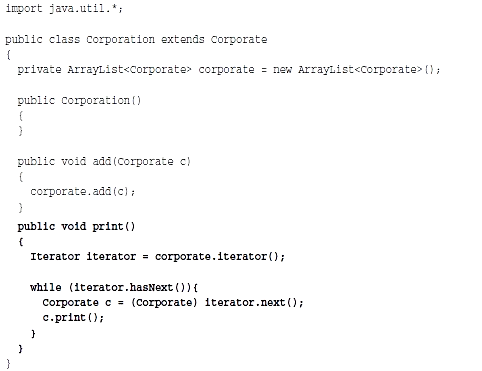 import java.util.*;
public class Corporation extends Corporate
{
private ArrayList<Corporate> corporate = new ArrayList<Corporate>();
public Corporation()
{
}
public void add(Corporate c)
{
corporate.add(c);
}
public void print()
{
Iterator iterator = corporate.iterator();
while (iterator.hasNext()){
Corporate c = (Corporate) iterator.next();
c.print();
}
}
}